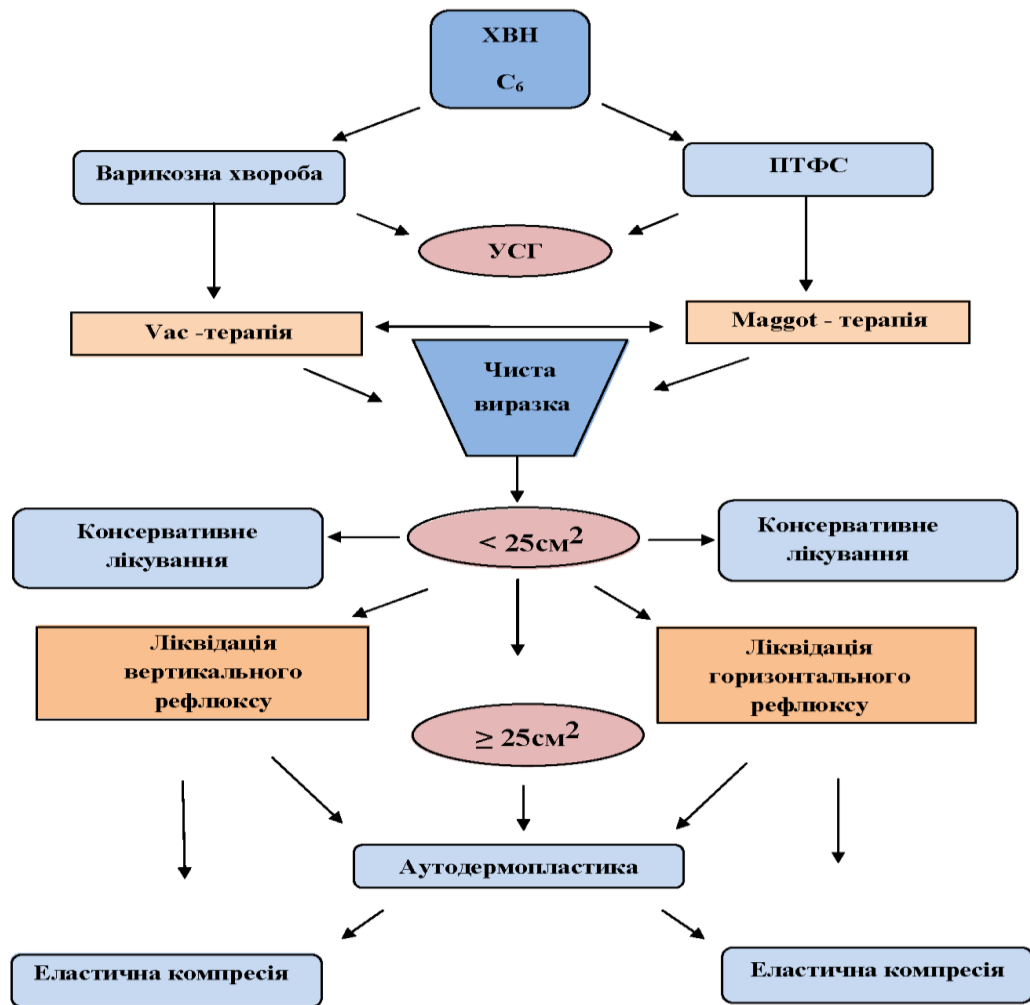 ХВН
С₆
Варикозна хвороба
ПТФС
УСГ
Vac -терапія
Maggot - терапія
Чиста
виразка
Консервативне
лікування
< 25см²
Консервативне
лікування
Ліквідація
вертикального
рефлюксу
Ліквідація
горизонтального
рефлюксу
≥ 25см²
Аутодермопластика
Еластична компресія
Еластична компресія